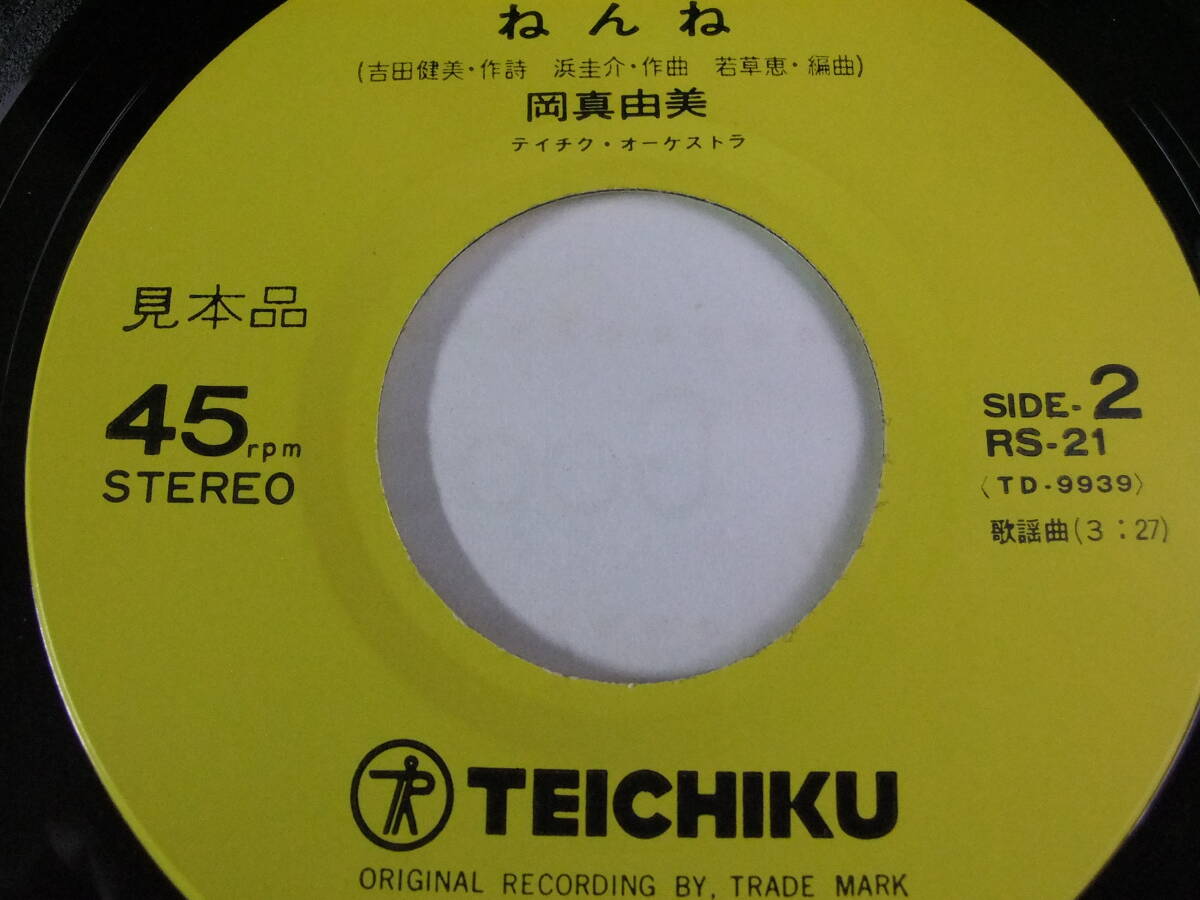 ねんね
(吉田健美・作詩 浜圭介・作曲 若草恵・編曲)
岡真由美
テイチク・オーケストラ
見本品
45rpm
STEREO
SIDE-2
RS-21
〈TD-9939〉
歌謡曲(3:27)
TEICHIKU
ORIGINAL RECORDING BY, TRADE MARK